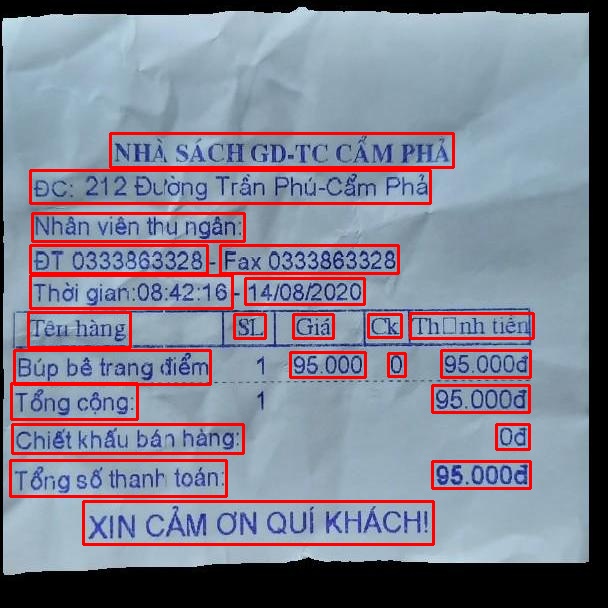 NHÀ SÁCH GD-TC CẨM PHẢ
ĐC: 212 Đường Trần Phú-Cẩm Phả
Nhân viên thu ngân:
ĐT 0333863328 - Fax 0333863328
Thời gian:08:42:16 - 14/08/2020
Tên hàng SL Giá Ck Th□nh tiền
Búp bê trang điểm 1 95.000 0 95.000đ
Tổng cộng: 1 95.000đ
Chiết khấu bán hàng: 0đ
Tổng số thanh toán: 95.000đ
XIN CẢM ƠN QUÍ KHÁCH!